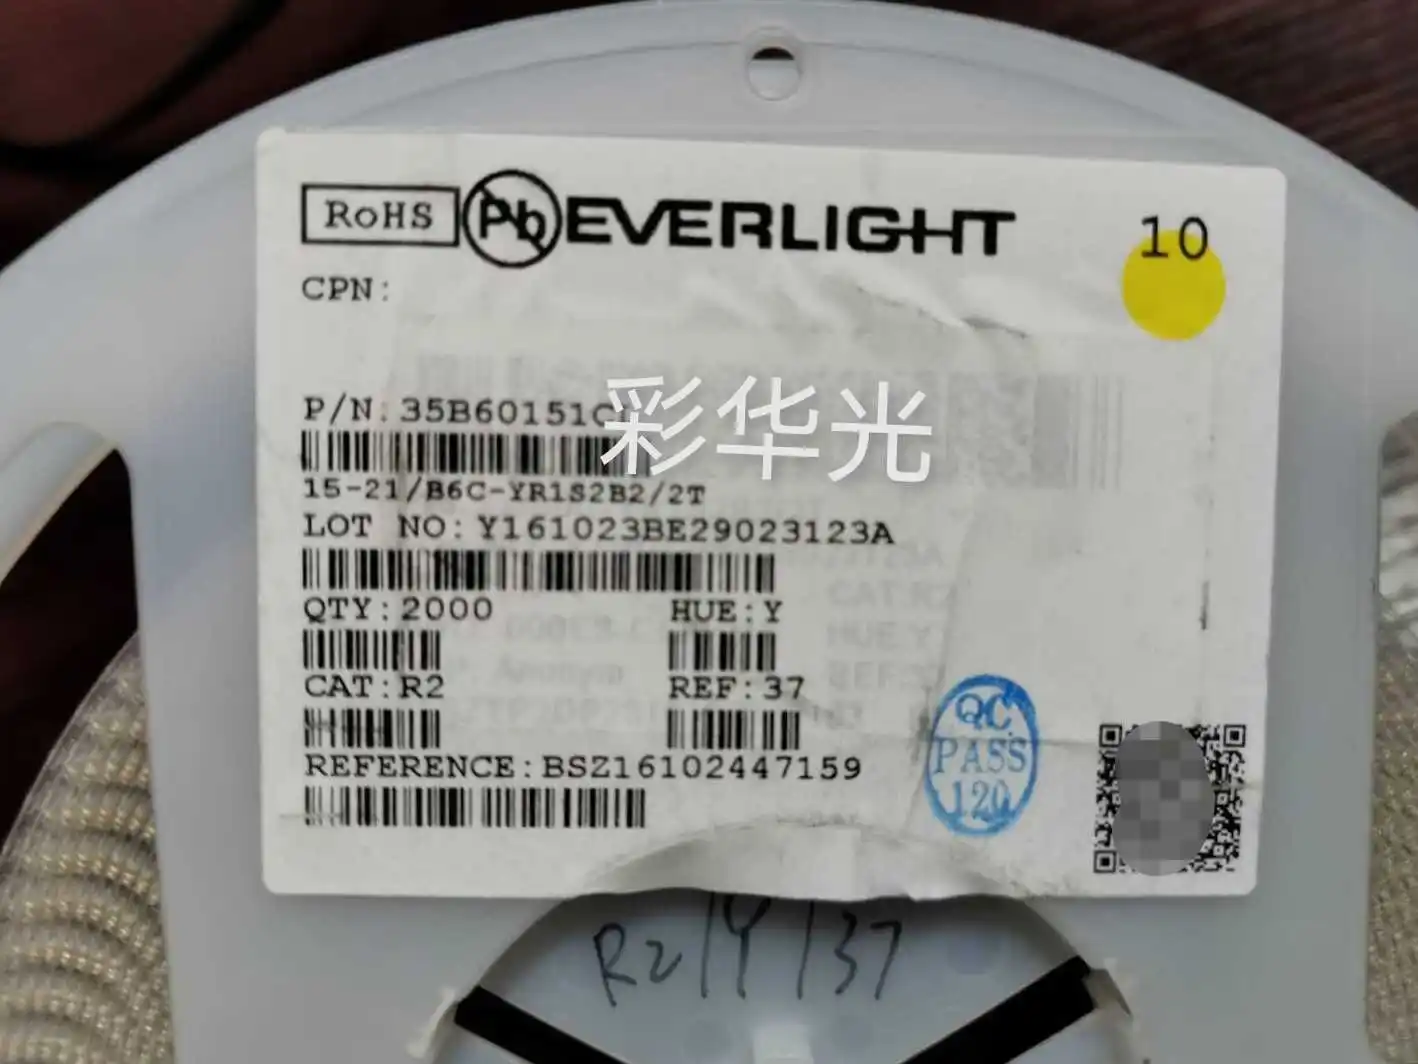 RoHS Pb EVERLIGHT
10
CPN:
彩华光
P/N: 35B60151C
15-21/B6C-YR1S2B2/2T
LOT NO: Y161023BE29023123A
QTY: 2000 HUE: Y
CAT: R2 REF: 37
REFERENCE: BSZ16102447159
QC
PASS
120
R2/Y/37